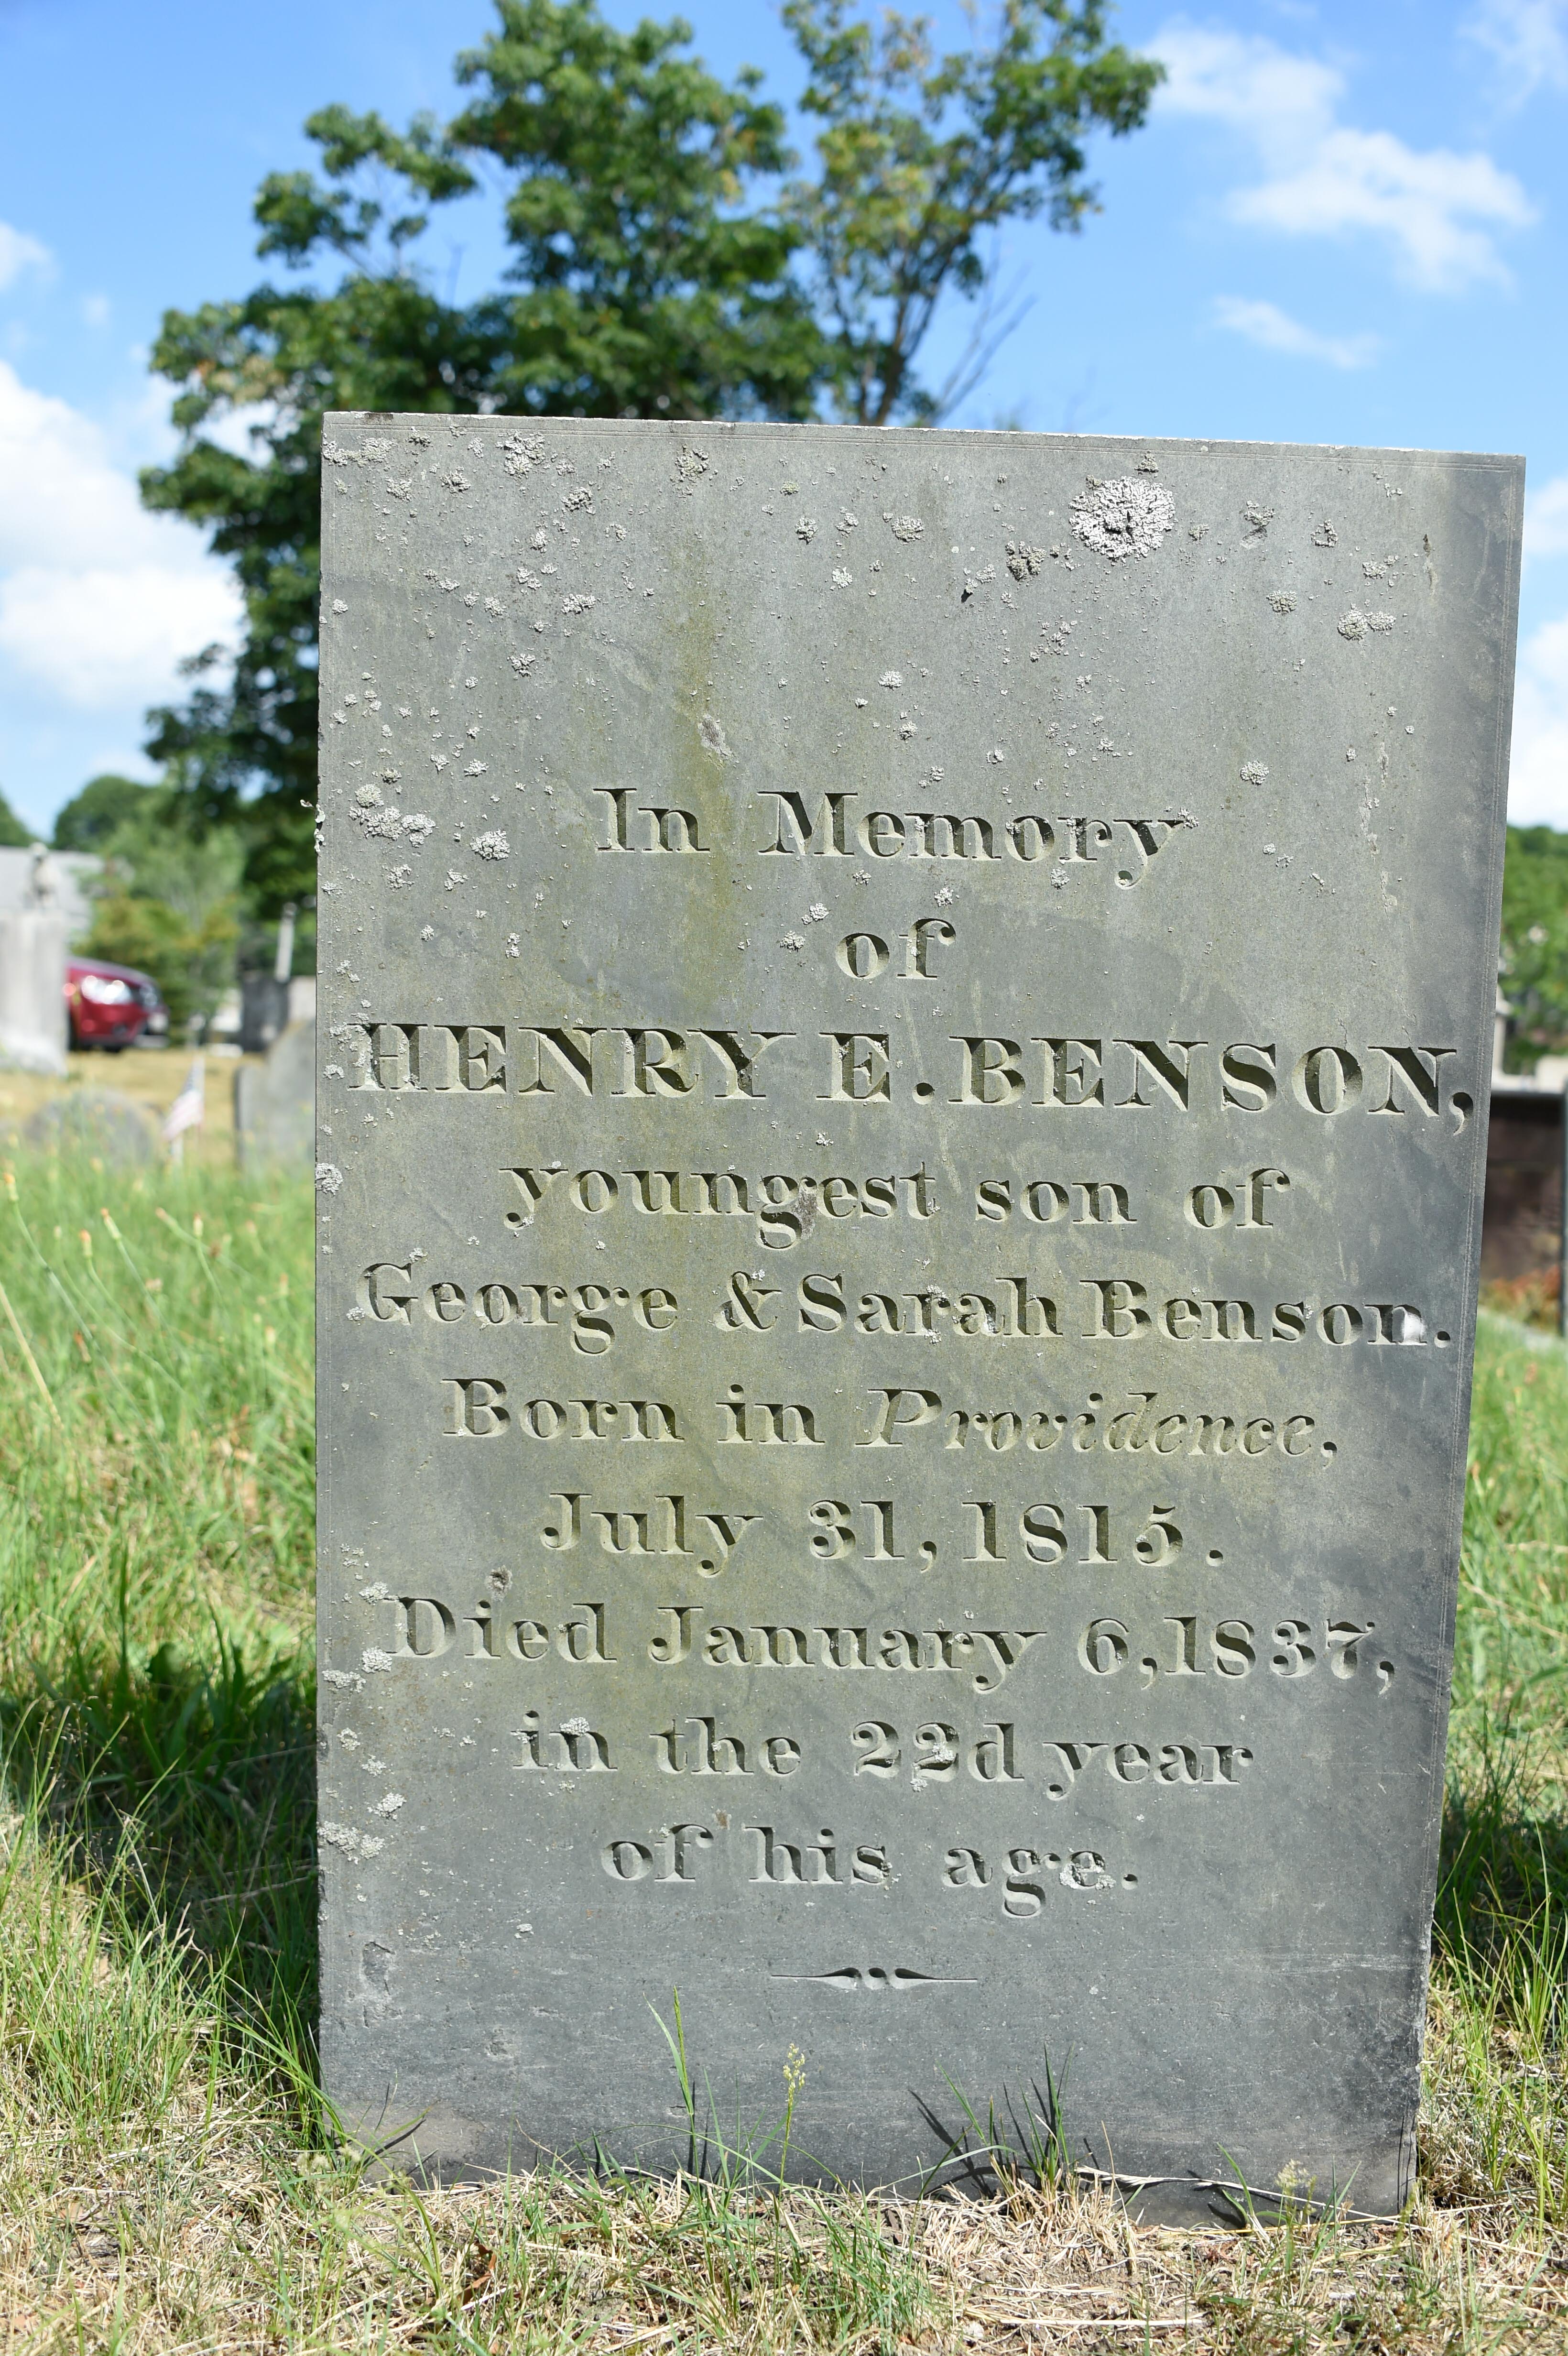 In Memory
of
HENRY E. BENSON,
youngest son of
George & Sarah Benson.
Born in Providence,
July 31, 1815.
Died January 6, 1837,
in the 22d year
of his age.